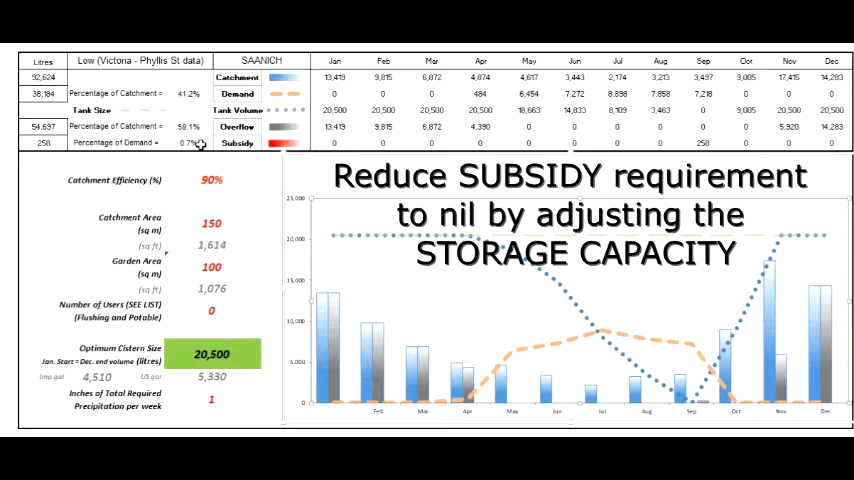 Litres Low (Victoria - Phyllis St data) SAANICH Jan Feb Mar Apr May Jun Jul Aug Sep Oct Nov Dec
92,624 Catchment 13,419 9,815 6,872 4,874 4,617 3,443 2,174 3,213 3,497 9,005 17,415 14,283
38,184 Percentage of Catchment = 41.2% Demand 0 0 0 484 6,454 7,272 8,898 7,858 7,218 0 0 0
Tank Size Tank Volume 20,500 20,500 20,500 20,500 18,663 14,833 8,109 3,463 0 9,005 20,500 20,500
54,697 Percentage of Catchment = 59.1% Overflow 13,419 9,815 6,872 4,390 0 0 0 0 0 0 5,920 14,283
258 Percentage of Demand = 0.7% Subsidy 0 0 0 0 0 0 0 0 258 0 0 0
Reduce SUBSIDY requirement
to nil by adjusting the
STORAGE CAPACITY
Catchment Efficiency (%) 90%
Catchment Area
(sq m) 150
(sq ft) 1,614
Garden Area
(sq m) 100
(sq ft) 1,076
Number of Users (SEE LIST)
(Flushing and Potable) 0
Optimum Cistern Size
Jan. Start = Dec. end volume (litres) 20,500
Imp gal 4,510 US gal 5,330
Inches of Total Required
Precipitation per week 1
25,000
20,000
15,000
10,000
5,000
0
Feb Mar Apr May Jun Jul Aug Sep Oct Nov Dec